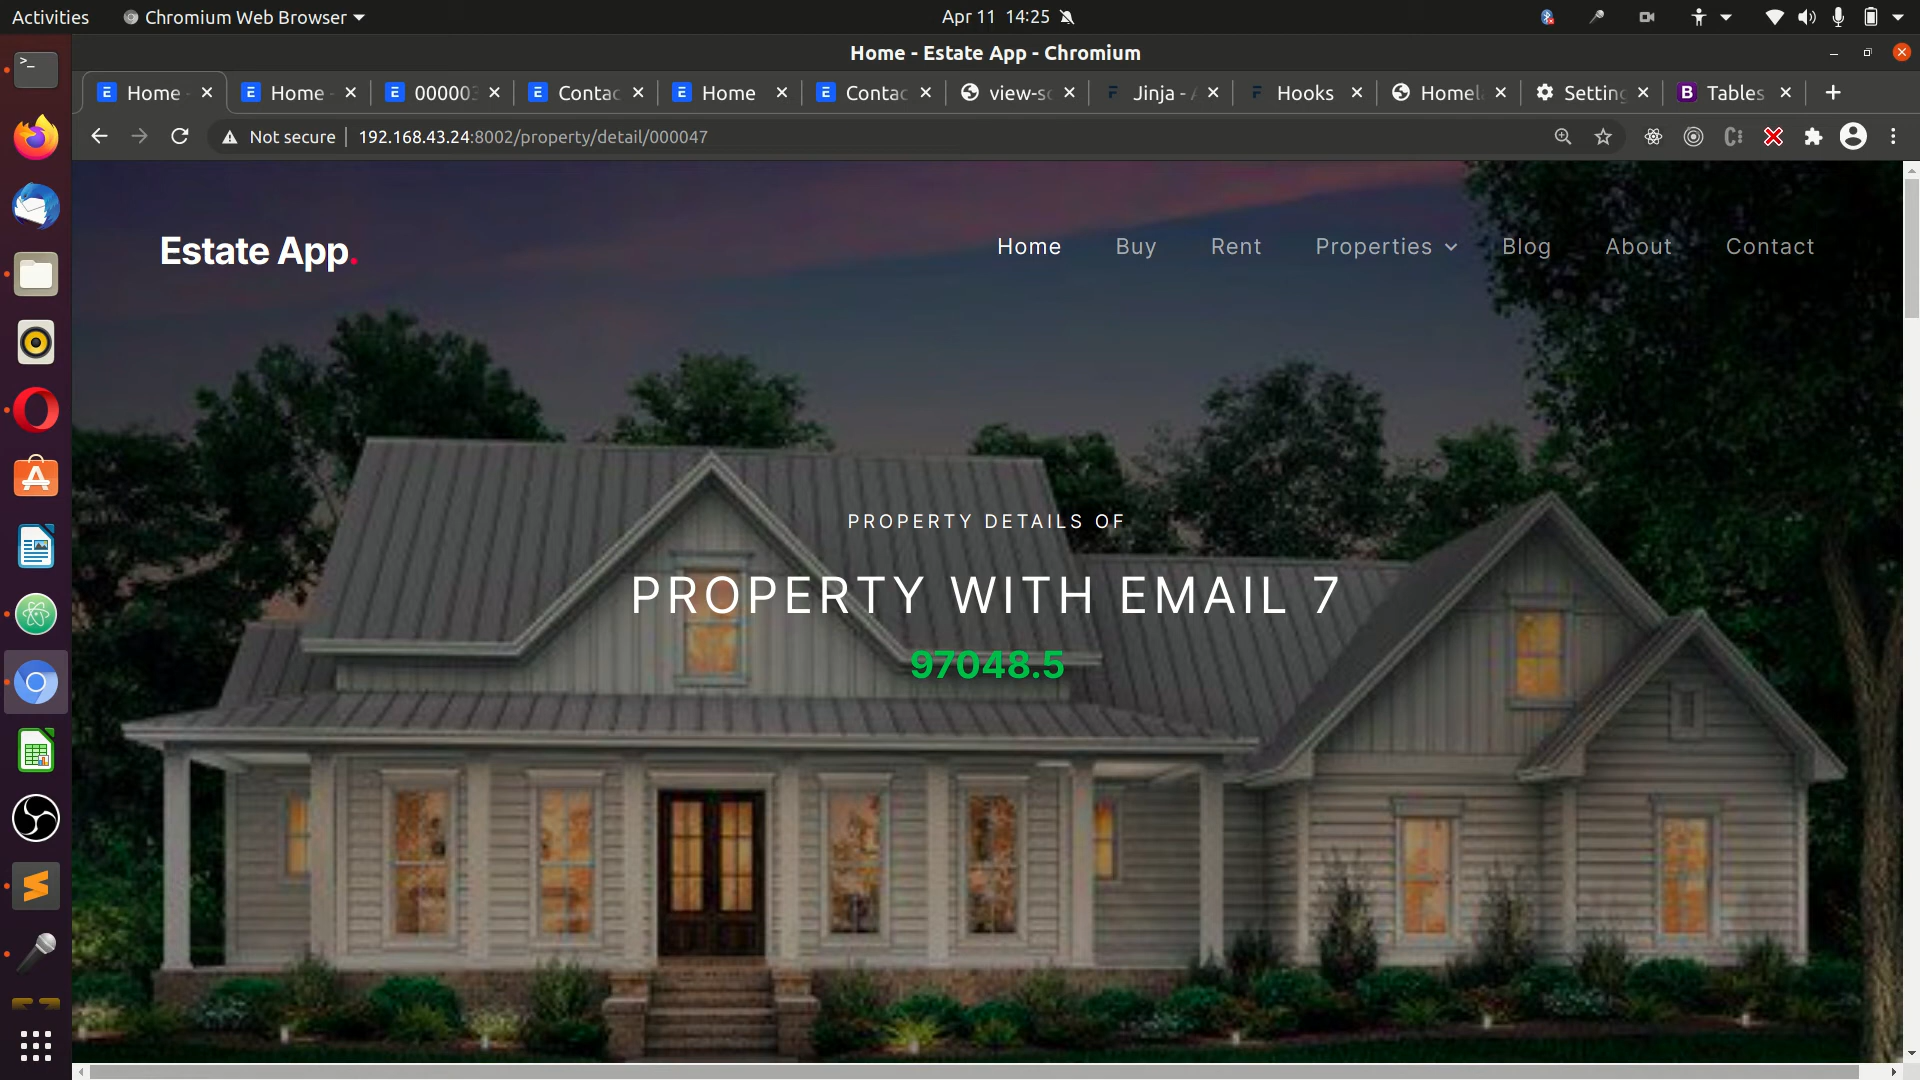 Activities Chromium Web Browser Apr 11 14:25
Home - Estate App - Chromium
Home - Home - 00000 Contac Home Contac view-s Jinja - Hooks Homel Setting Tables
Not secure 192.168.43.24:8002/property/detail/000047
Estate App. Home Buy Rent Properties Blog About Contact
PROPERTY DETAILS OF
PROPERTY WITH EMAIL 7
97048.5